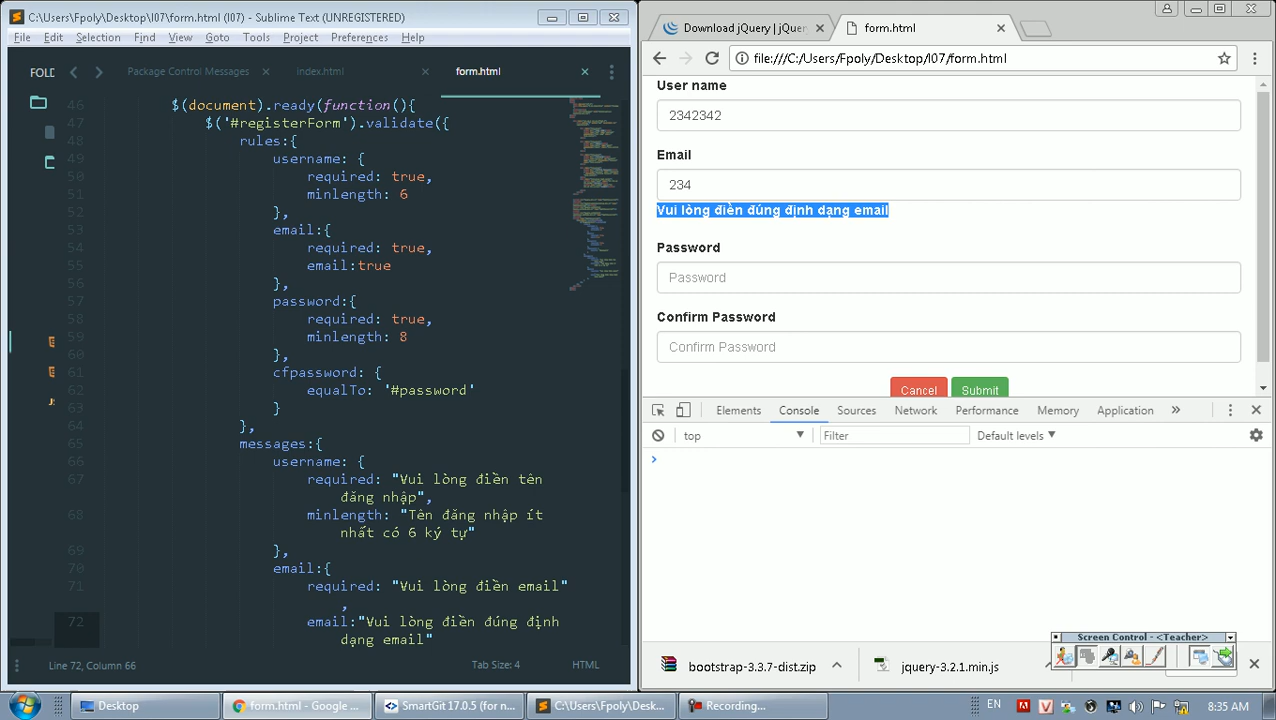 C:\Users\Fpoly\Desktop\l07\form.html (l07) - Sublime Text (UNREGISTERED)
File Edit Selection Find View Goto Tools Project Preferences Help
FOLD Package Control Messages × index.html × form.html ×
46 $(document).ready(function(){
47 $('#registerForm').validate({
48 rules:{
49 username: {
50 required: true,
51 minlength: 6
52 },
53 email:{
54 required: true,
55 email:true
56 },
57 password:{
58 required: true,
59 minlength: 8
60 },
61 cfpassword: {
62 equalTo: '#password'
63 }
64 },
65 messages:{
66 username: {
67 required: "Vui lòng điền tên
đăng nhập",
68 minlength: "Tên đăng nhập ít
nhất có 6 ký tự"
69 },
70 email:{
71 required: "Vui lòng điền email"
,
72 email:"Vui lòng điền đúng định
dạng email"
Line 72, Column 66 Tab Size: 4 HTML
Download jQuery | jQuery × form.html ×
file:///C:/Users/Fpoly/Desktop/l07/form.html
User name
2342342
Email
234
Vui lòng điền đúng định dạng email
Password
Password
Confirm Password
Confirm Password
Cancel Submit
Elements Console Sources Network Performance Memory Application »
top Filter Default levels
Screen Control - <Teacher>
bootstrap-3.3.7-dist.zip jquery-3.2.1.min.js
Desktop form.html - Google ... SmartGit 17.0.5 (for n... C:\Users\Fpoly\Des... Recording... EN 8:35 AM